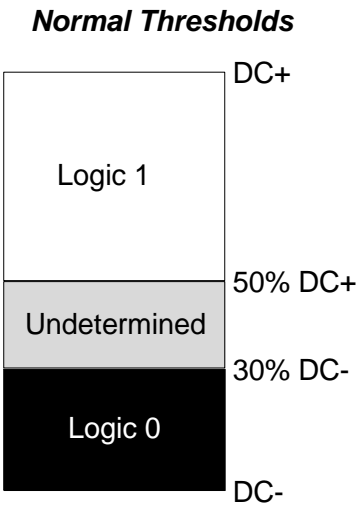 Normal Thresholds
DC+
Logic 1
50% DC+
Undetermined
30% DC-
Logic 0
DC-